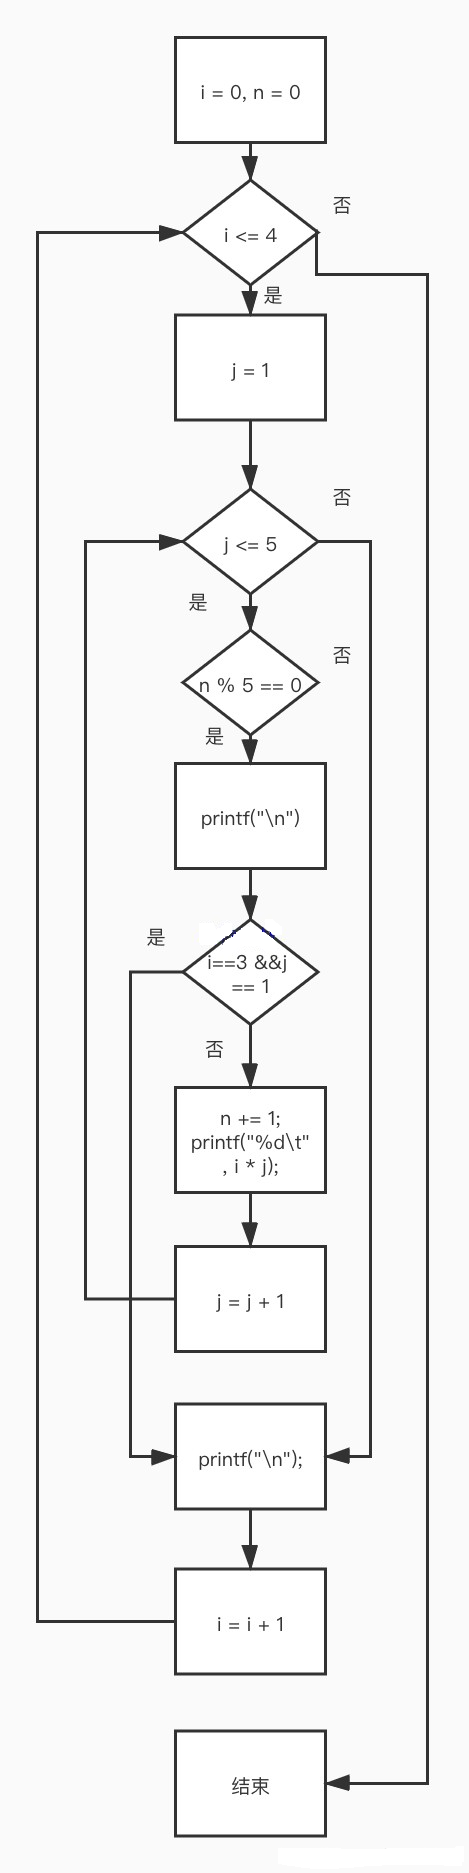 i = 0, n = 0
否
i <= 4
是
j = 1
否
j <= 5
是
否
n % 5 == 0
是
printf("\n")
是
i==3 &&j
== 1
否
n += 1;
printf("%d\t"
, i * j);
j = j + 1
printf("\n");
i = i + 1
结束